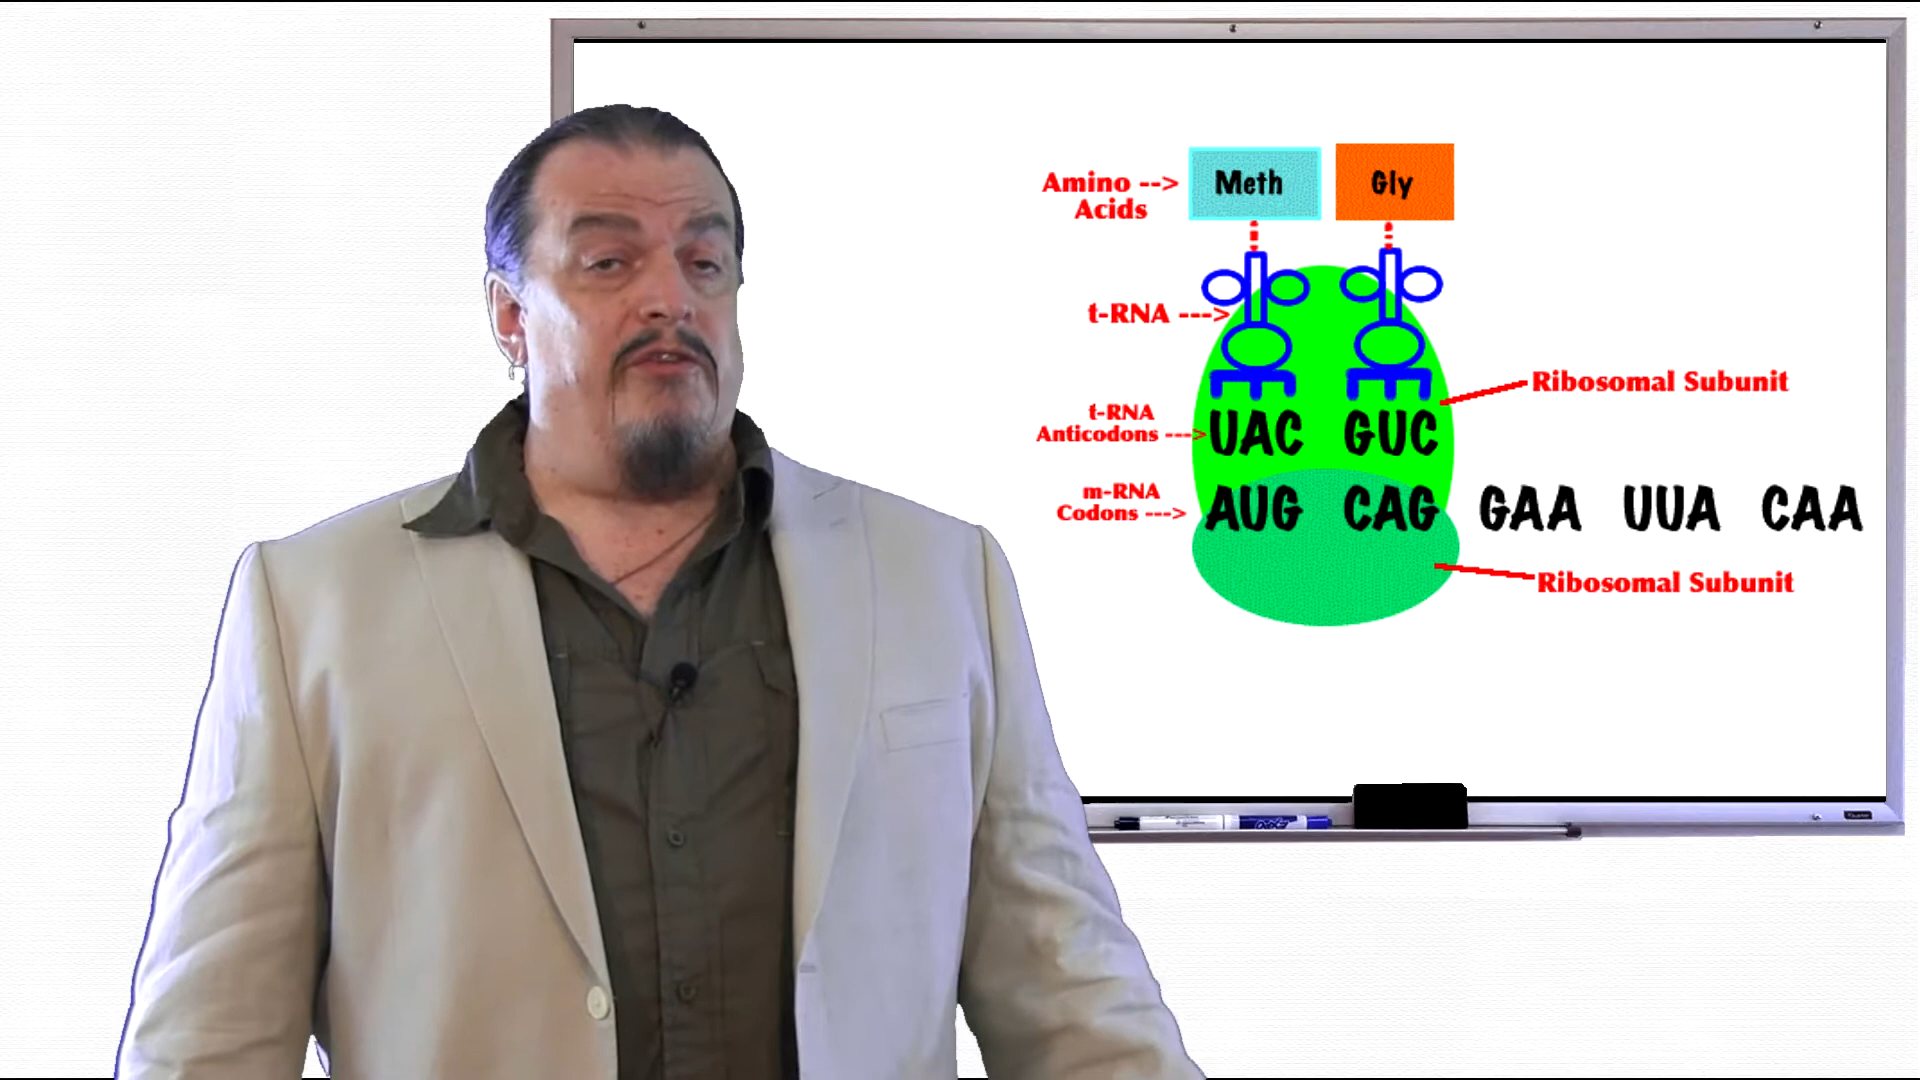 Amino -->
Acids
Meth
Gly
t-RNA --->
Ribosomal Subunit
t-RNA
Anticodons --->
UAC GUC
m-RNA
Codons --->
AUG CAG GAA UUA CAA
Ribosomal Subunit